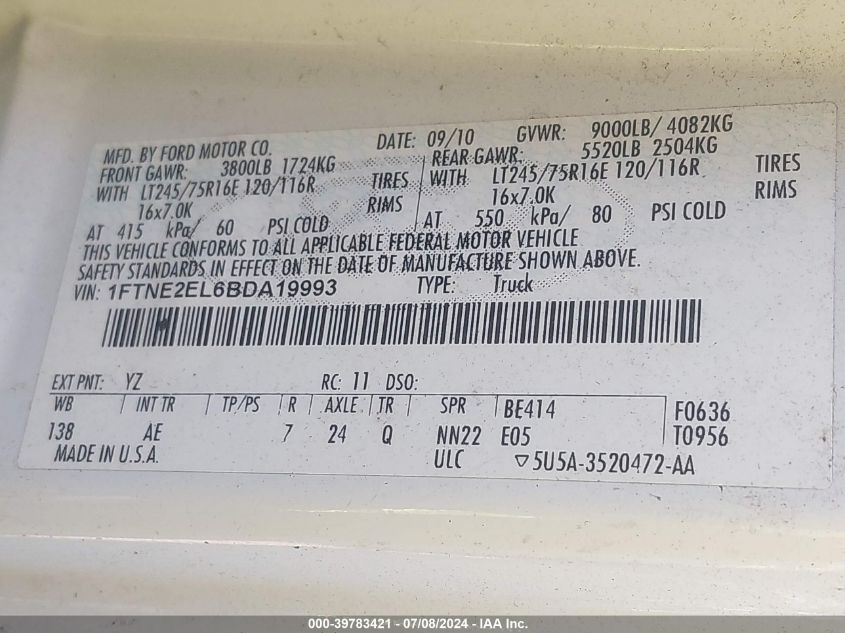 MFD. BY FORD MOTOR CO. DATE: 09/10 GVWR: 9000LB/ 4082KG
FRONT GAWR: 3800LB 1724KG REAR GAWR: 5520LB 2504KG
WITH LT245/75R16E 120/116R TIRES WITH LT245/75R16E 120/116R TIRES
16x7.0K RIMS 16x7.0K RIMS
AT 415 kPa/ 60 PSI COLD AT 550 kPa/ 80 PSI COLD
THIS VEHICLE CONFORMS TO ALL APPLICABLE FEDERAL MOTOR VEHICLE
SAFETY STANDARDS IN EFFECT ON THE DATE OF MANUFACTURE SHOWN ABOVE.
VIN: 1FTNE2EL6BDA19993 TYPE: Truck
EXT PNT: YZ RC: 11 DSO:
WB INT TR TP/PS R AXLE TR SPR BE414 F0636
138 AE 7 24 Q NN22 E05 T0956
MADE IN U.S.A. ULC ▽5U5A-3520472-AA
000-39783421 - 07/08/2024 - IAA Inc.